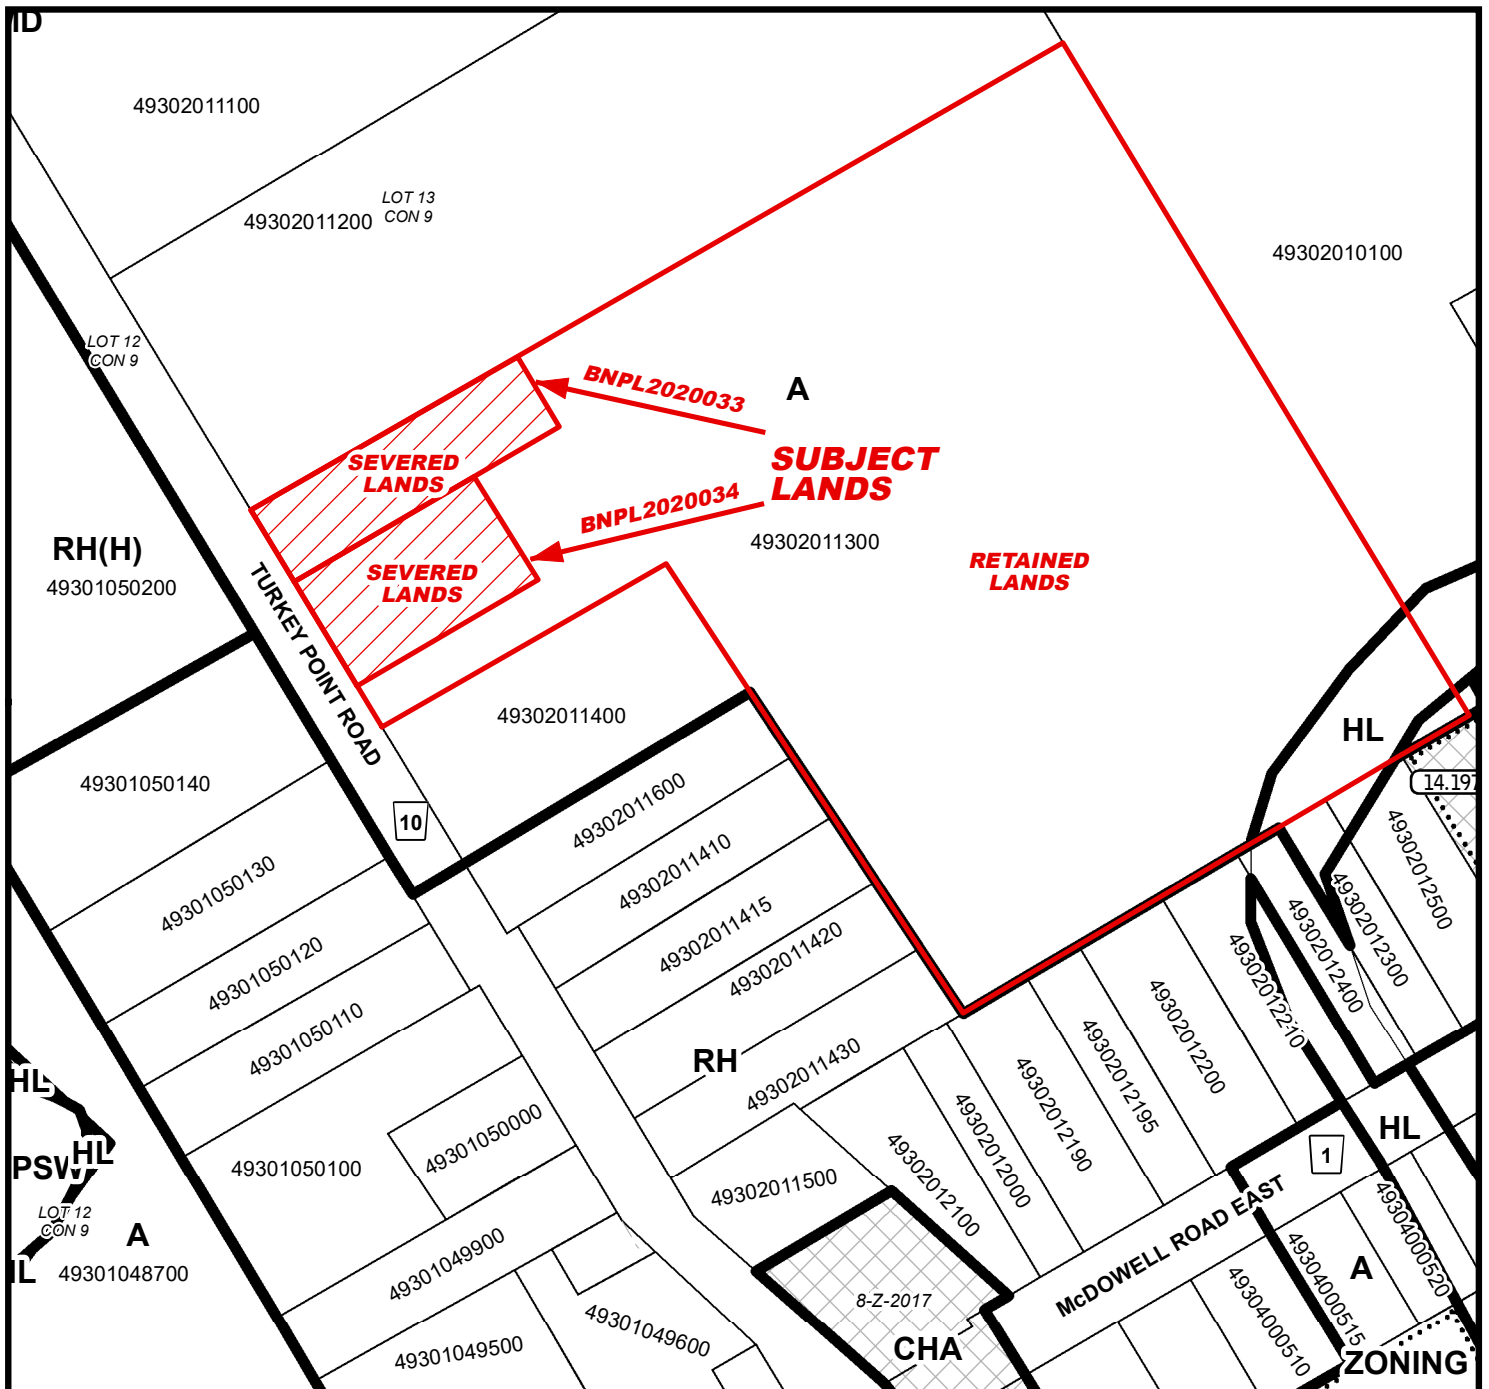 49302011100
LOT 13
CON 9
49302011200
49302010100
LOT 12
CON 9
BNPL2020033
A
SUBJECT
LANDS
SEVERED
LANDS
BNPL2020034
49302011300
RETAINED
LANDS
RH(H)
49301050200
SEVERED
LANDS
TURKEY POINT ROAD
49302011400
HL
49301050140
14.197
10
49302011600
49302012500
49302011410
49301050130
49302011415
49302012300
49302012400
49302011420
49301050120
49302012210
49301050110
49302012200
RH
49302011430
49302012195
49302012190
HL
49301050000
49302012000
HL
1
PSW
HL
49301050100
49302012100
49302011500
LOT 12
CON 9
McDOWELL ROAD EAST
49304000520
A
49301048700
49301049900
A
49304000515
8-Z-2017
49304000510
49301049600
49301049500
CHA
ZONING